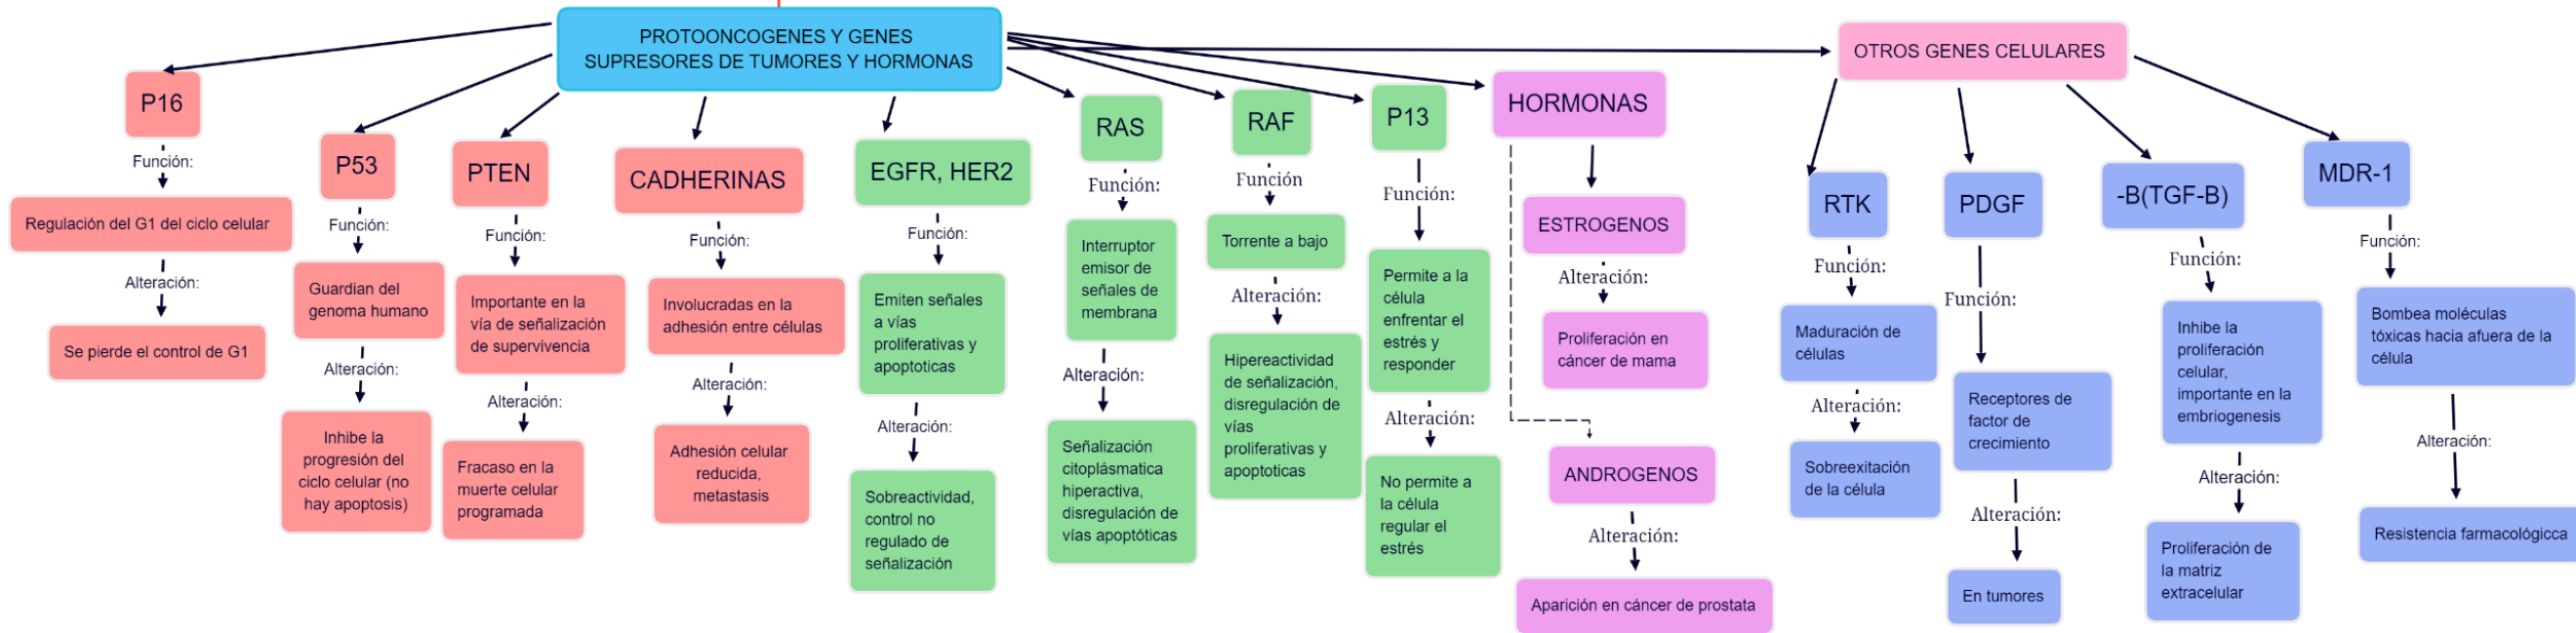 PROTOONCOGENES Y GENES
SUPRESORES DE TUMORES Y HORMONAS
P16
Función:
Regulación del G1 del ciclo celular
Alteración:
Se pierde el control de G1
P53
Función:
Guardian del
genoma humano
Alteración:
Inhibe la
progresión del
ciclo celular (no
hay apoptosis)
PTEN
Función:
Importante en la
vía de señalización
de supervivencia
Alteración:
Fracaso en la
muerte celular
programada
CADHERINAS
Función:
Involucradas en la
adhesión entre células
Alteración:
Adhesión celular
reducida,
metastasis
EGFR, HER2
Función:
Emiten señales
a vías
proliferativas y
apoptoticas
Alteración:
Sobreactividad,
control no
regulado de
señalización
RAS
Función:
Interruptor
emisor de
señales de
membrana
Alteración:
Señalización
citoplásmatica
hiperactiva,
disregulación de
vías apoptóticas
RAF
Función
Torrente a bajo
Alteración:
Hipereactividad
de señalización,
disregulación de
vías
proliferativas y
apoptoticas
P13
Función:
Permite a la
célula
enfrentar el
estrés y
responder
Alteración:
No permite a
la célula
regular el
estrés
HORMONAS
ESTROGENOS
Alteración:
Proliferación en
cáncer de mama
ANDROGENOS
Alteración:
Aparición en cáncer de prostata
OTROS GENES CELULARES
RTK
Función:
Maduración de
células
Alteración:
Sobreexitación
de la célula
PDGF
Función:
Receptores de
factor de
crecimiento
Alteración:
En tumores
-B(TGF-B)
Función:
Inhibe la
proliferación
celular,
importante en la
embriogenesis
Alteración:
Proliferación de
la matriz
extracelular
MDR-1
Función:
Bombea moléculas
tóxicas hacia afuera de la
célula
Alteración:
Resistencia farmacológicca